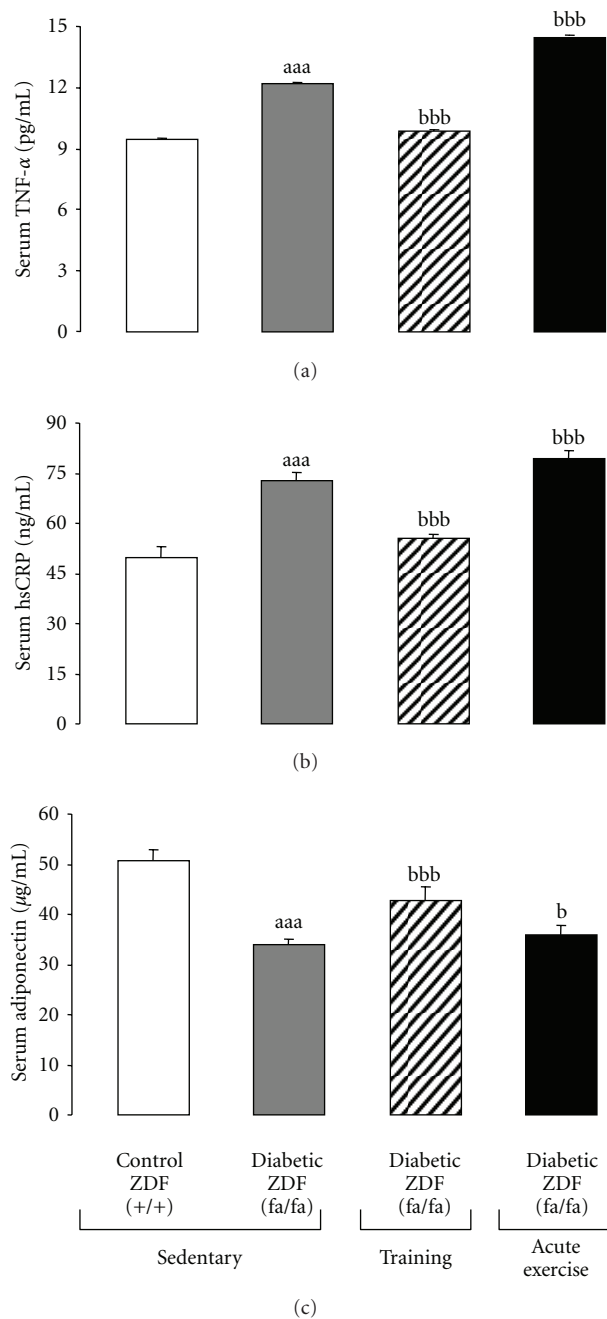 15
12
9
6
3
0
Serum TNF-α (pg/mL)
aaa
bbb
bbb
(a)
90
75
60
45
30
15
0
Serum hsCRP (ng/mL)
aaa
bbb
bbb
(b)
60
50
40
30
20
10
0
Serum adiponectin (μg/mL)
aaa
bbb
b
Control Diabetic Diabetic Diabetic
ZDF ZDF ZDF ZDF
(+/+) (fa/fa) (fa/fa) (fa/fa)
Sedentary Training Acute
exercise
(c)